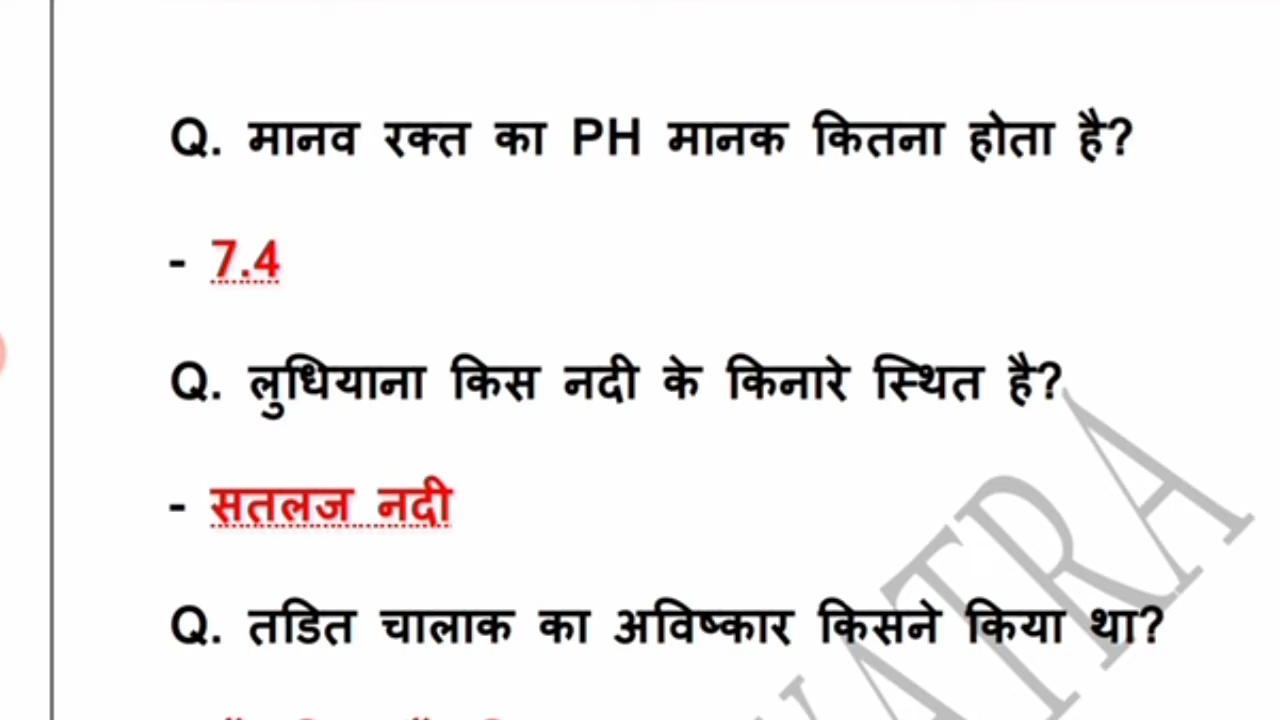 Q. मानव रक्त का PH मानक कितना होता है?
- 7.4
Q. लुधियाना किस नदी के किनारे स्थित है?
- सतलज नदी
Q. तडित चालाक का अविष्कार किसने किया था?